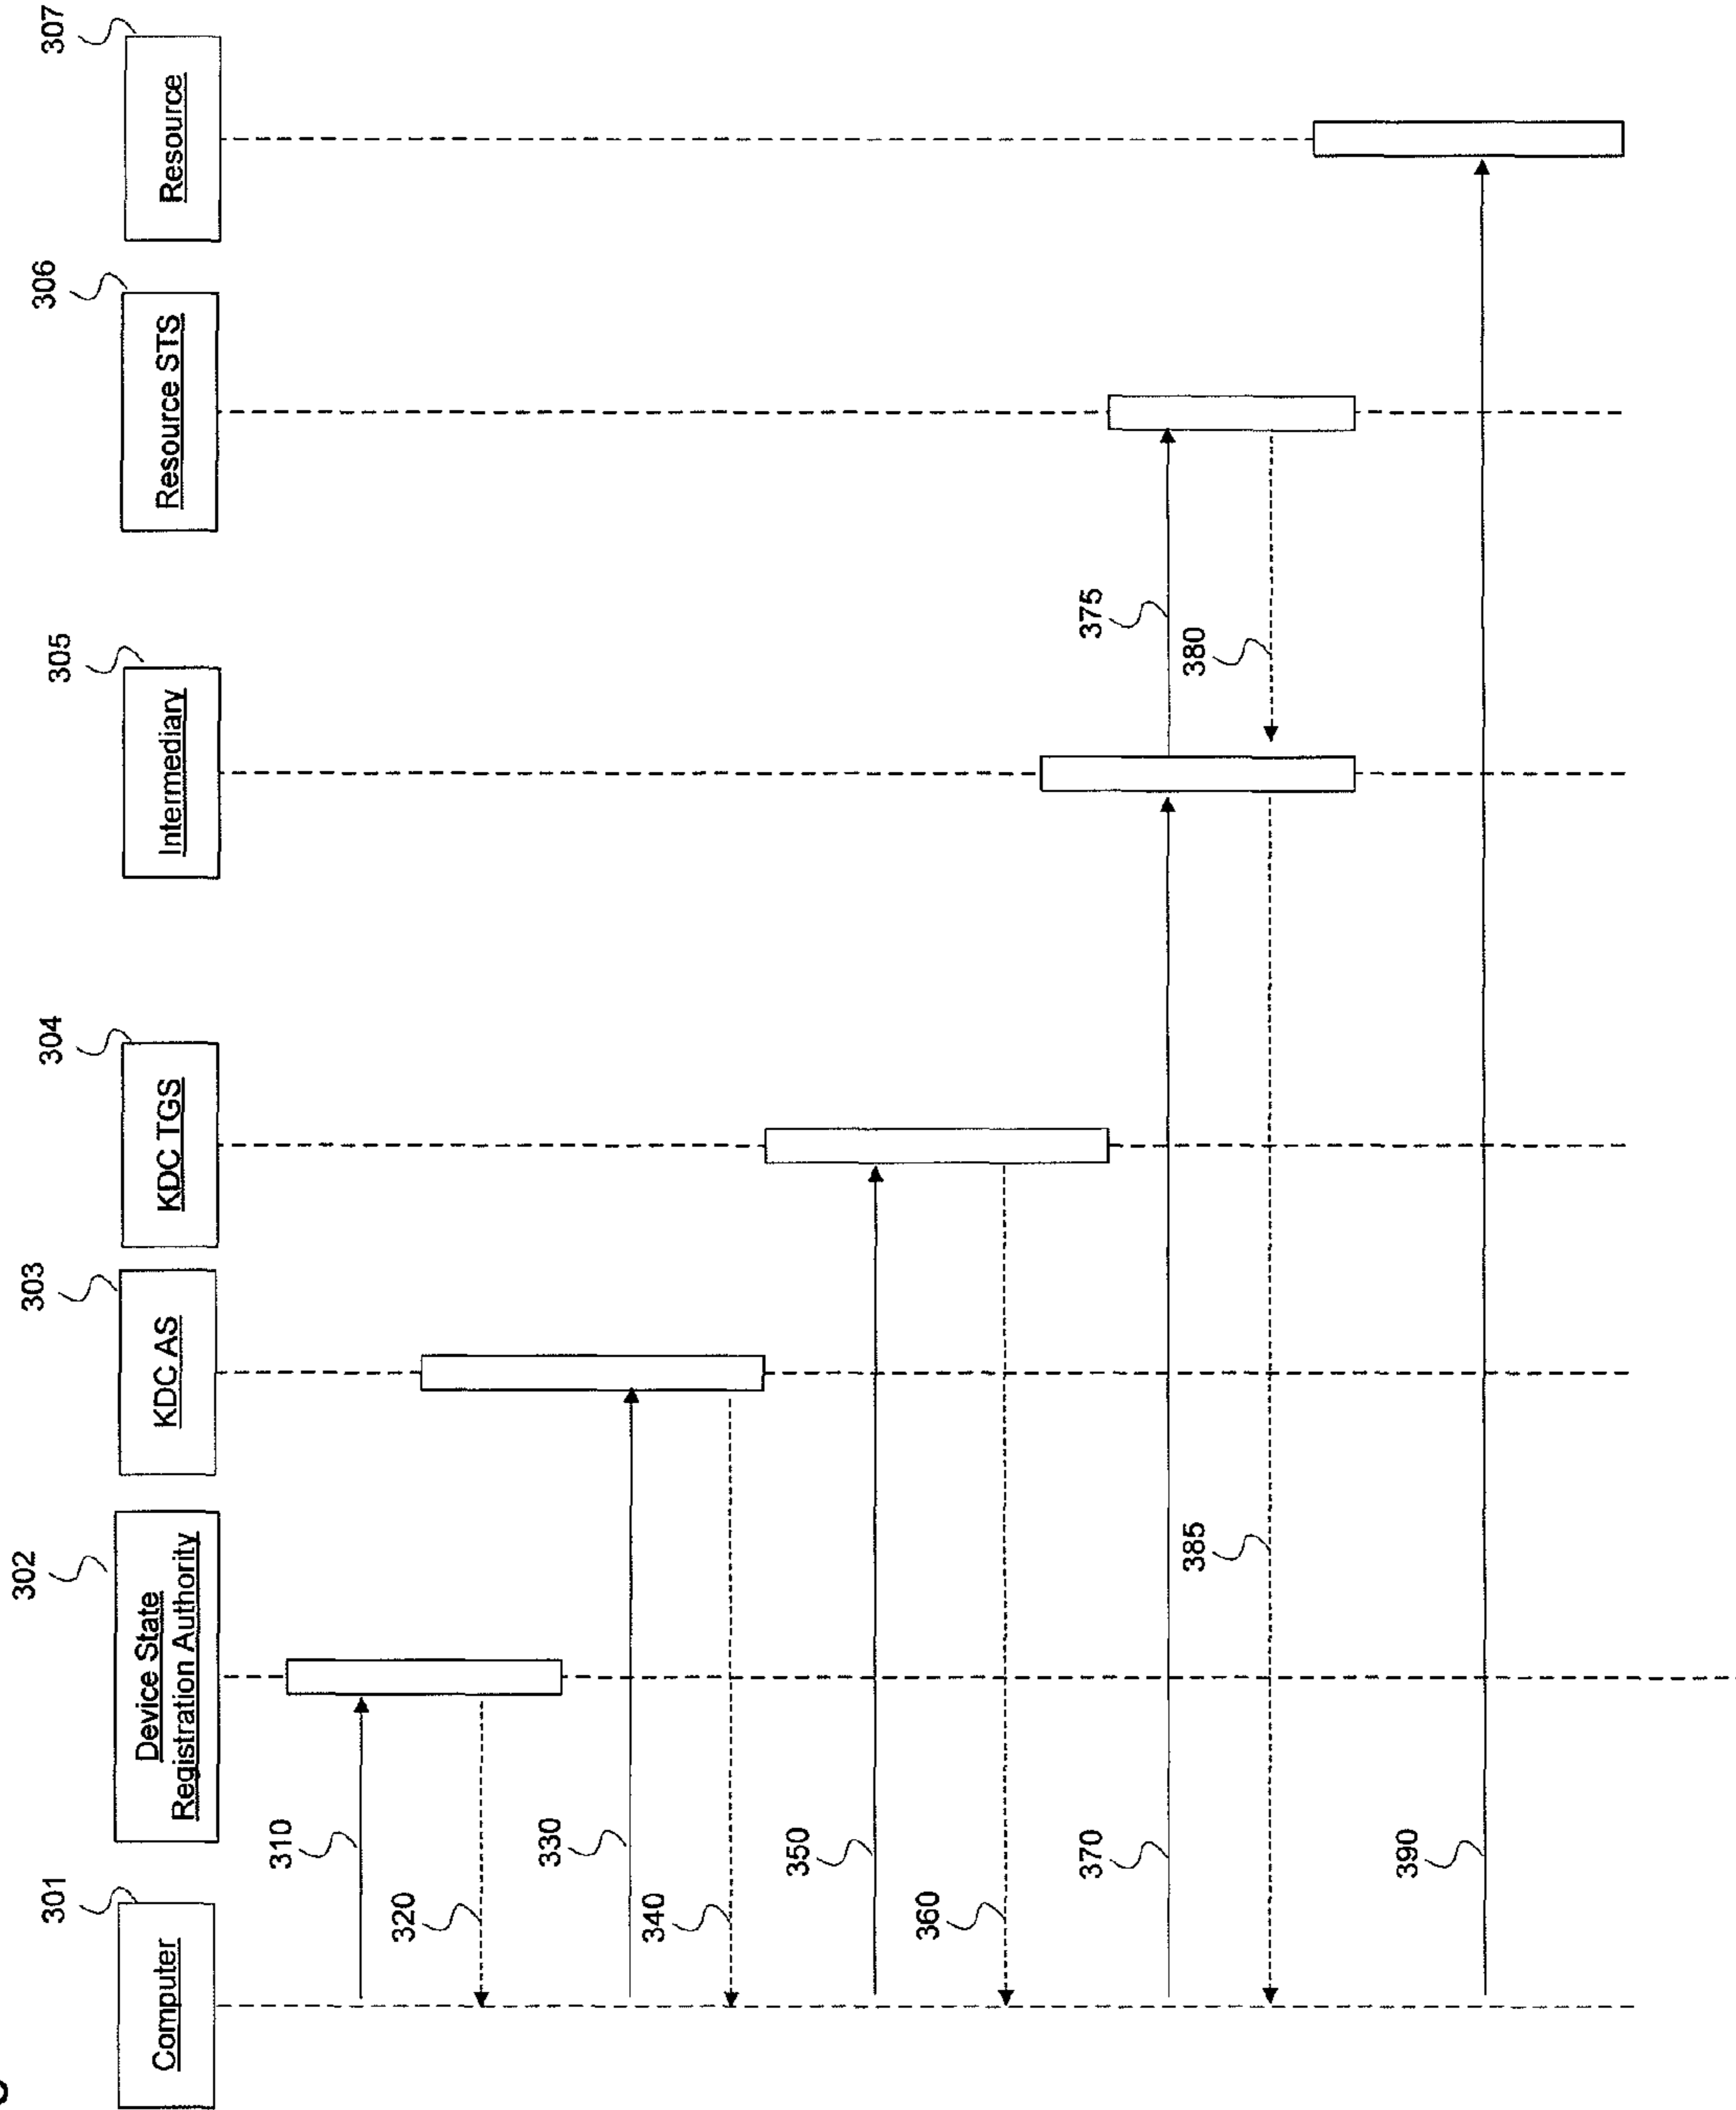 301
Computer
302
Device State
Registration Authority
303
KDC AS
304
KDC TGS
305
Intermediary
306
Resource STS
307
Resource
310
320
330
340
350
360
370
375
380
385
390